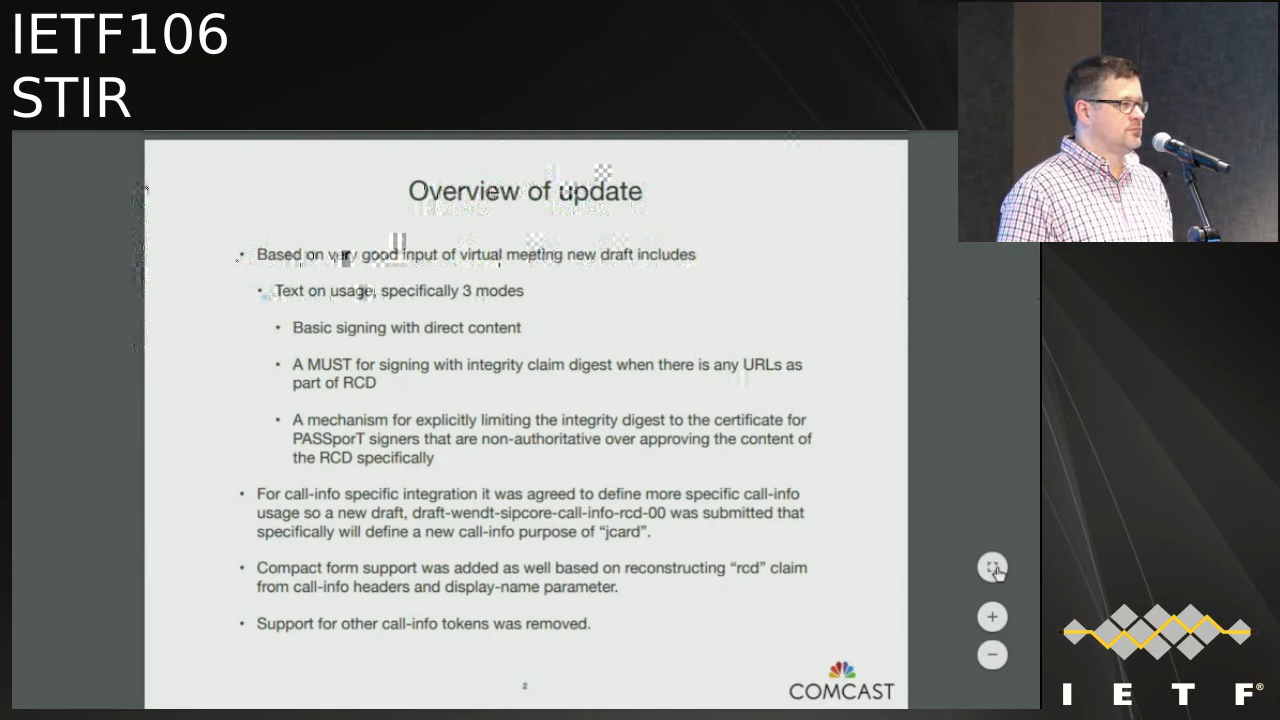 IETF106
STIR
Overview of update
• Based on very good input of virtual meeting new draft includes
• Text on usage, specifically 3 modes
• Basic signing with direct content
• A MUST for signing with integrity claim digest when there is any URLs as
part of RCD
• A mechanism for explicitly limiting the integrity digest to the certificate for
PASSporT signers that are non-authoritative over approving the content of
the RCD specifically
• For call-info specific integration it was agreed to define more specific call-info
usage so a new draft, draft-wendt-sipcore-call-info-rcd-00 was submitted that
specifically will define a new call-info purpose of “jcard”.
• Compact form support was added as well based on reconstructing “rcd” claim
from call-info headers and display-name parameter.
• Support for other call-info tokens was removed.
2
COMCAST
I E T F®